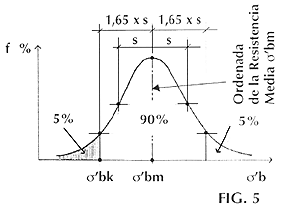 1,65 x s
1,65 x s
f %
s
s
Ordenada
de la Resistencia
Media σ'bm
5%
90%
5%
σ'bk
σ'bm
σ'b
FIG. 5